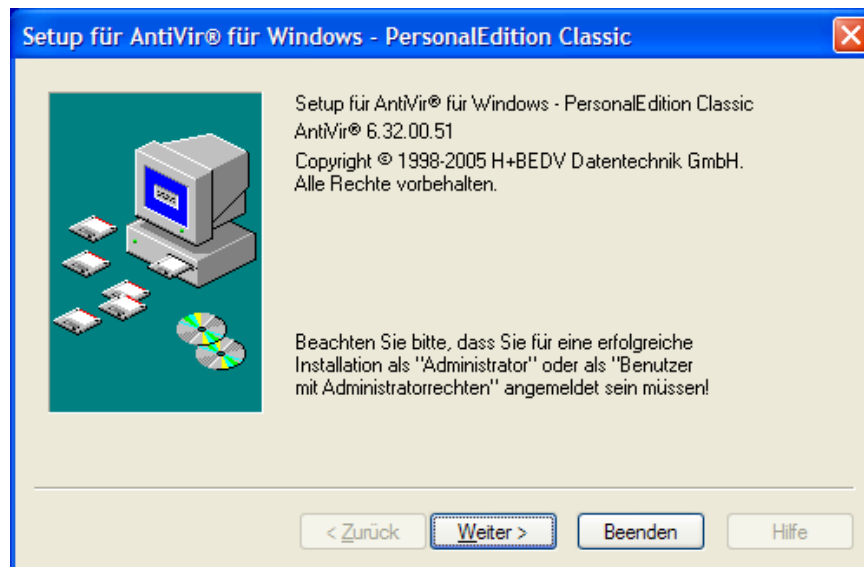 Setup für AntiVir® für Windows - PersonalEdition Classic
Setup für AntiVir® für Windows - PersonalEdition Classic
AntiVir® 6.32.00.51
Copyright © 1998-2005 H+BEDV Datentechnik GmbH.
Alle Rechte vorbehalten.
Beachten Sie bitte, dass Sie für eine erfolgreiche
Installation als "Administrator" oder als "Benutzer
mit Administratorrechten" angemeldet sein müssen!
< Zurück Weiter > Beenden Hilfe